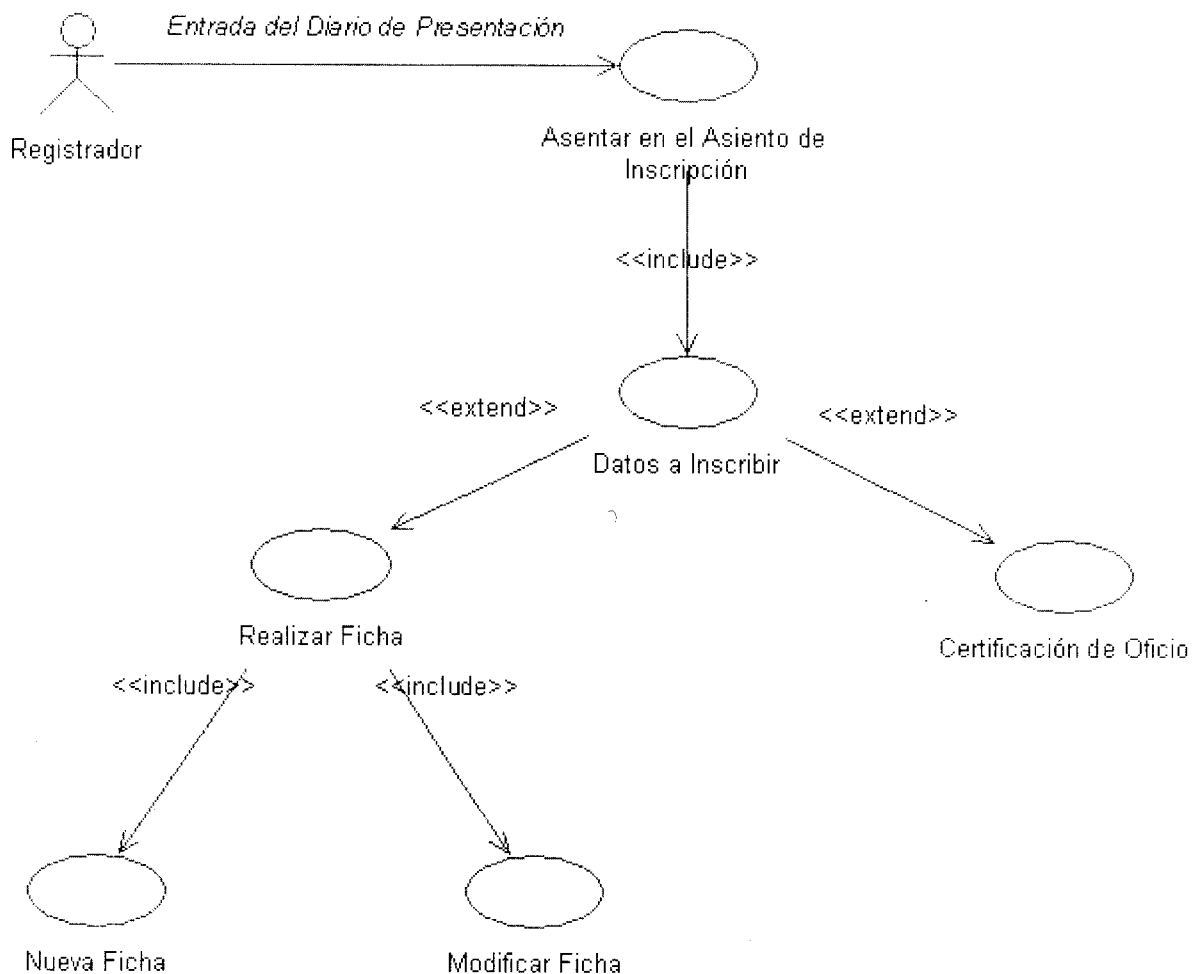 Entrada del Diario de Presentación
Registrador
Asentar en el Asiento de
Inscripción
<<include>>
<<extend>>
<<extend>>
Datos a Inscribir
Realizar Ficha
Certificación de Oficio
<<include>>
<<include>>
Nueva Ficha
Modificar Ficha